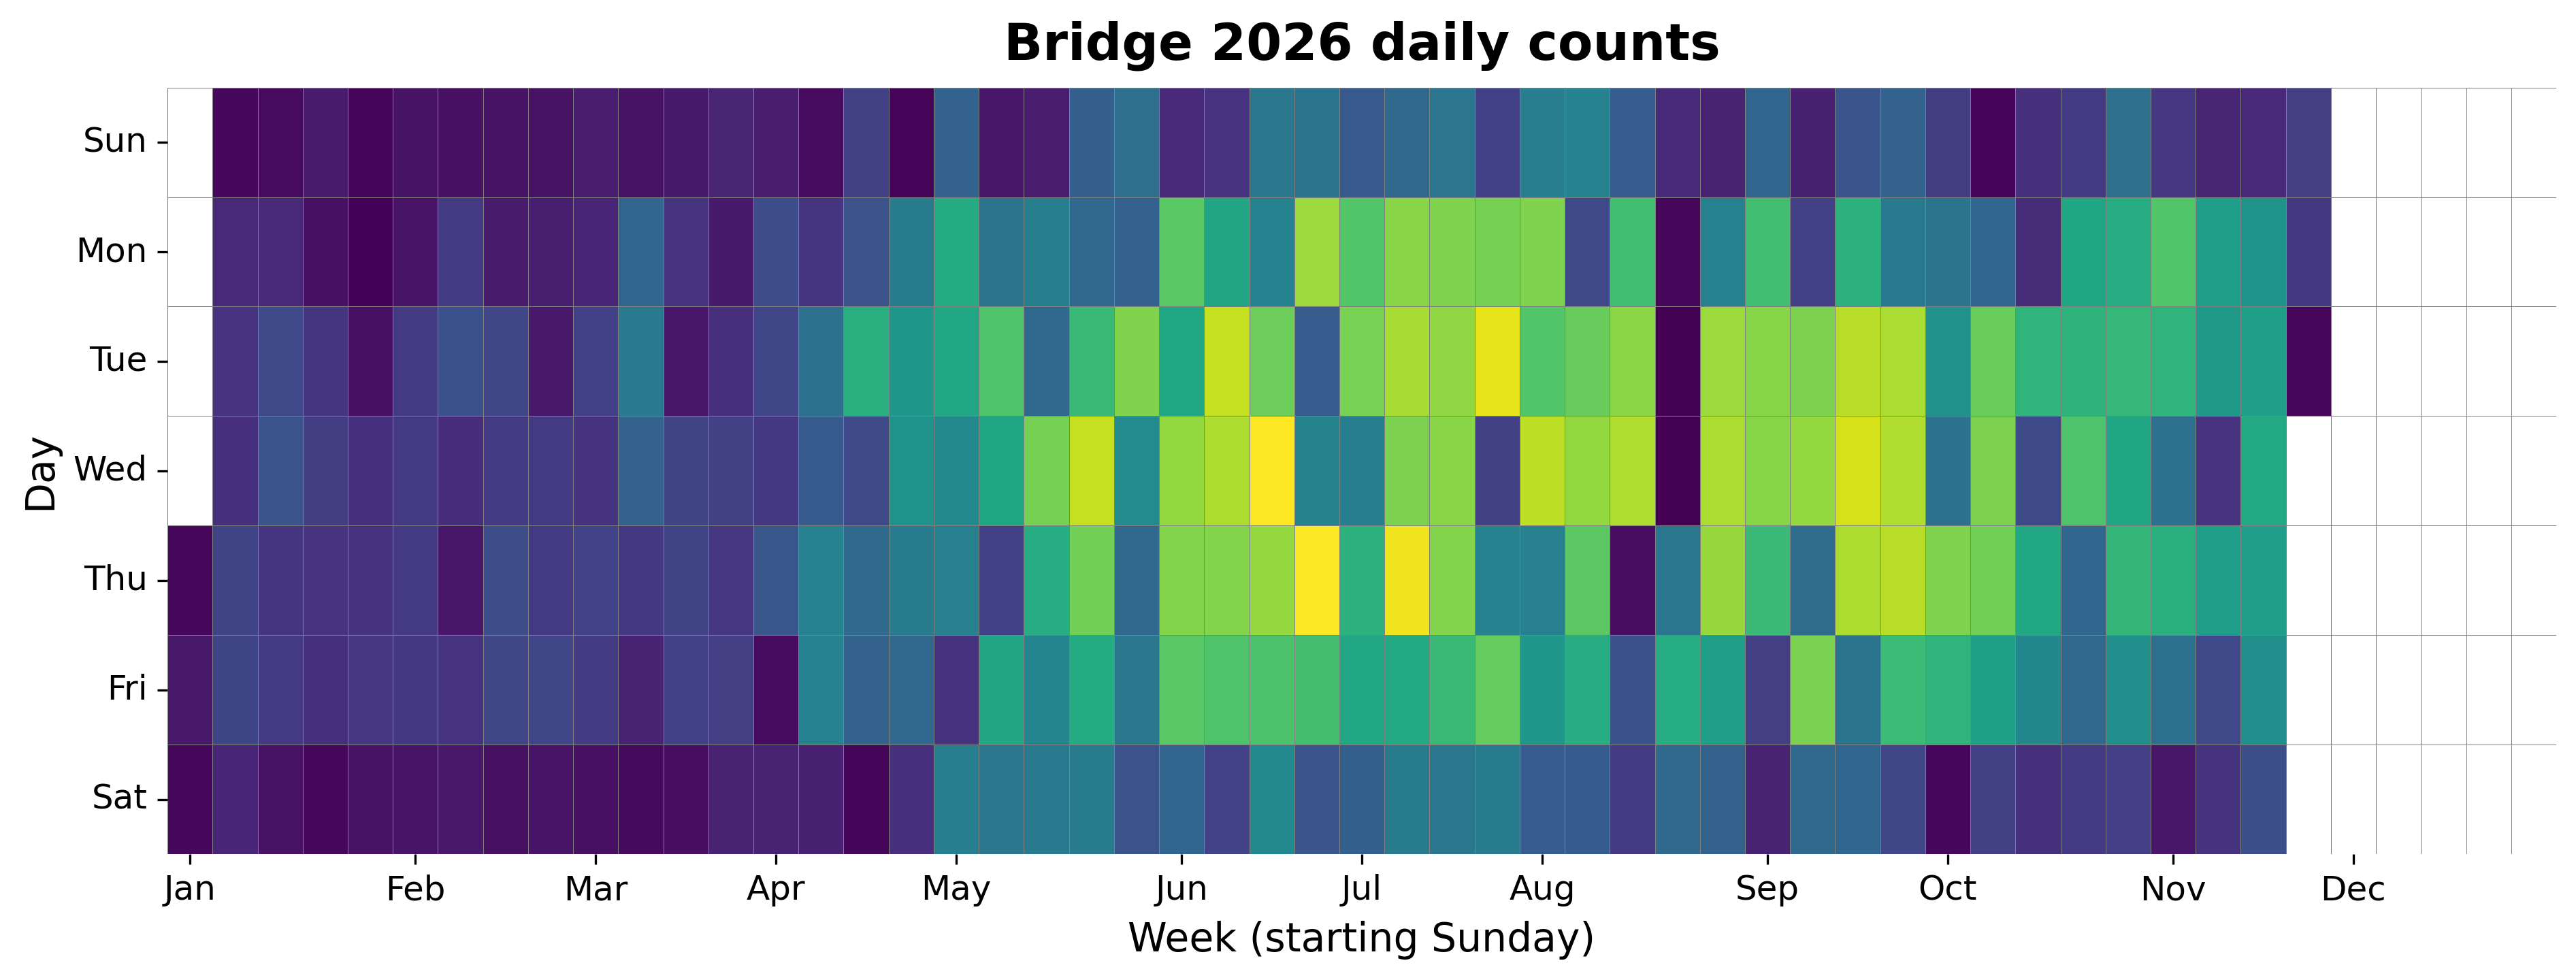 Bridge 2026 daily counts
Day
Sun
Mon
Tue
Wed
Thu
Fri
Sat
Jan Feb Mar Apr May Jun Jul Aug Sep Oct Nov Dec
Week (starting Sunday)